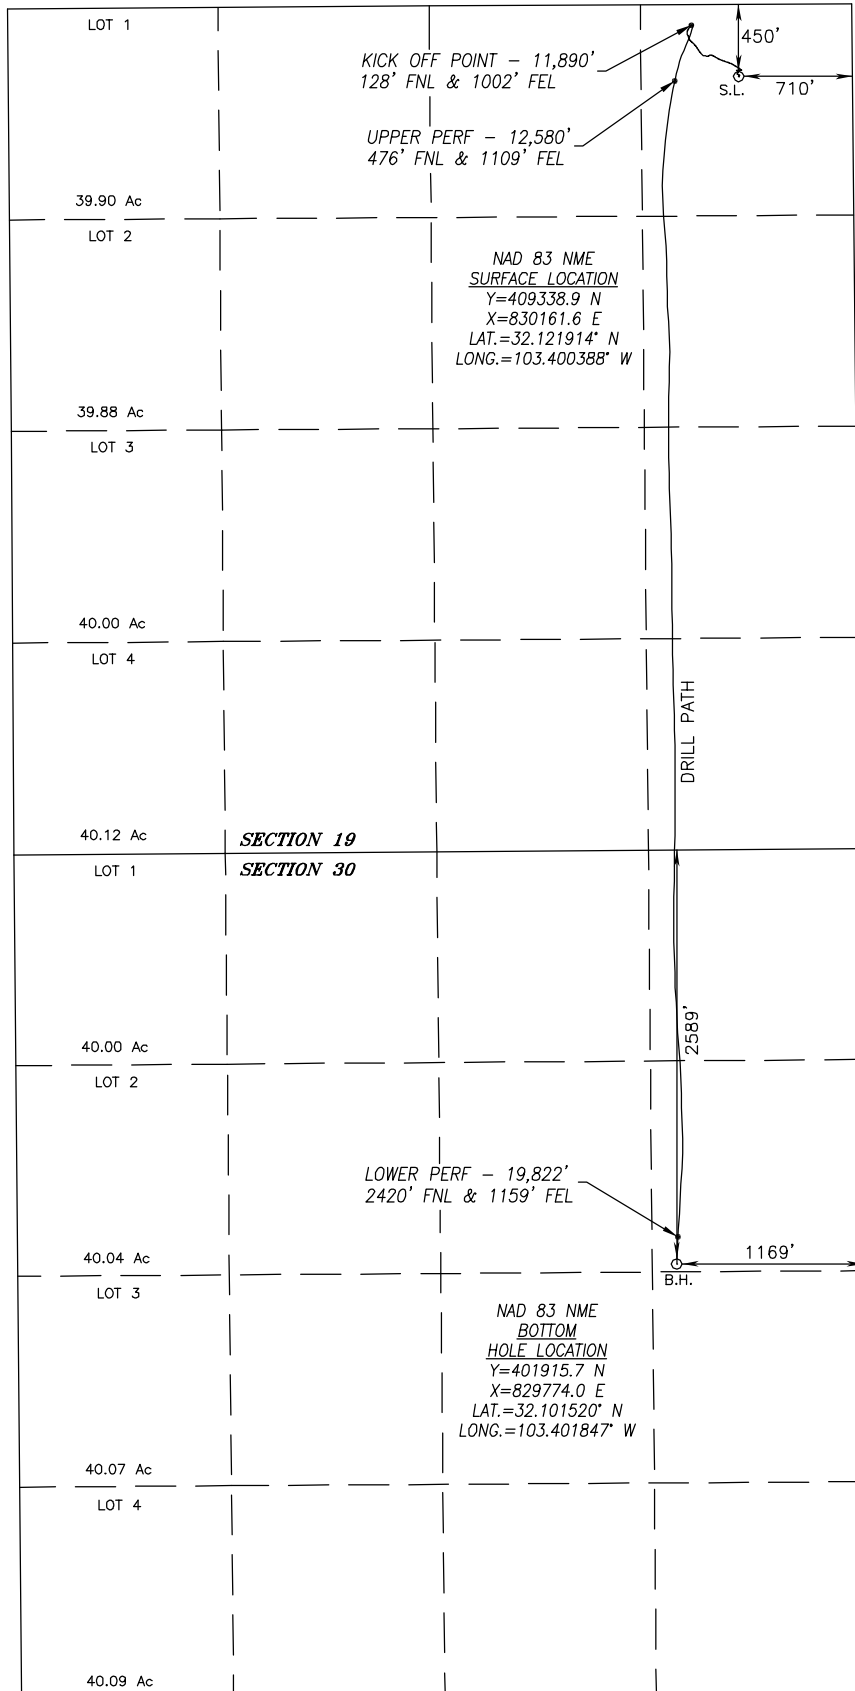 LOT 1
450'
KICK OFF POINT – 11,890'
128' FNL & 1002' FEL
S.L.
710'
UPPER PERF – 12,580'
476' FNL & 1109' FEL
39.90 Ac
LOT 2
NAD 83 NME
SURFACE LOCATION
Y=409338.9 N
X=830161.6 E
LAT.=32.121914° N
LONG.=103.400388° W
39.88 Ac
LOT 3
40.00 Ac
LOT 4
DRILL PATH
40.12 Ac
SECTION 19
LOT 1
SECTION 30
2589'
40.00 Ac
LOT 2
LOWER PERF – 19,822'
2420' FNL & 1159' FEL
40.04 Ac
1169'
B.H.
LOT 3
NAD 83 NME
BOTTOM
HOLE LOCATION
Y=401915.7 N
X=829774.0 E
LAT.=32.101520° N
LONG.=103.401847° W
40.07 Ac
LOT 4
40.09 Ac